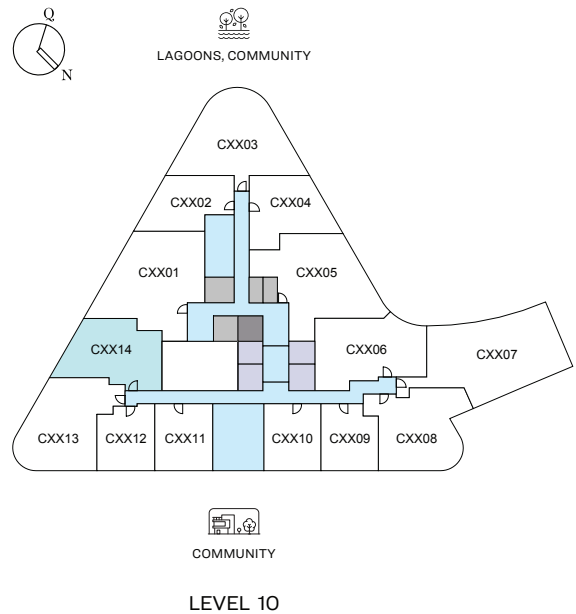 Q
N
LAGOONS, COMMUNITY
CXX03
CXX02
CXX04
CXX01
CXX05
CXX14
CXX06
CXX07
CXX13
CXX12
CXX11
CXX10
CXX09
CXX08
COMMUNITY
LEVEL 10